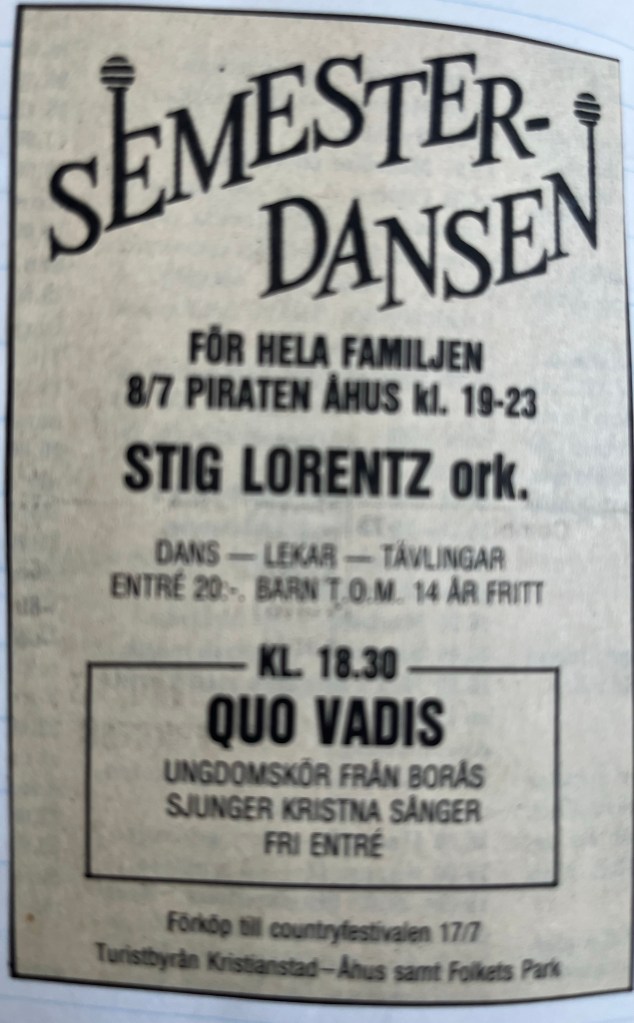 SEMESTER-
DANSEN
FÖR HELA FAMILJEN
8/7 PIRATEN ÅHUS kl. 19-23
STIG LORENTZ ork.
DANS — LEKAR — TÄVLINGAR
ENTRÉ 20:-. BARN T.O.M. 14 ÅR FRITT
KL. 18.30
QUO VADIS
UNGDOMSKÖR FRÅN BORÅS
SJUNGER KRISTNA SÅNGER
FRI ENTRÉ
Förköp till countryfestivalen 17/7
Turistbyrån Kristianstad–Åhus samt Folkets Park